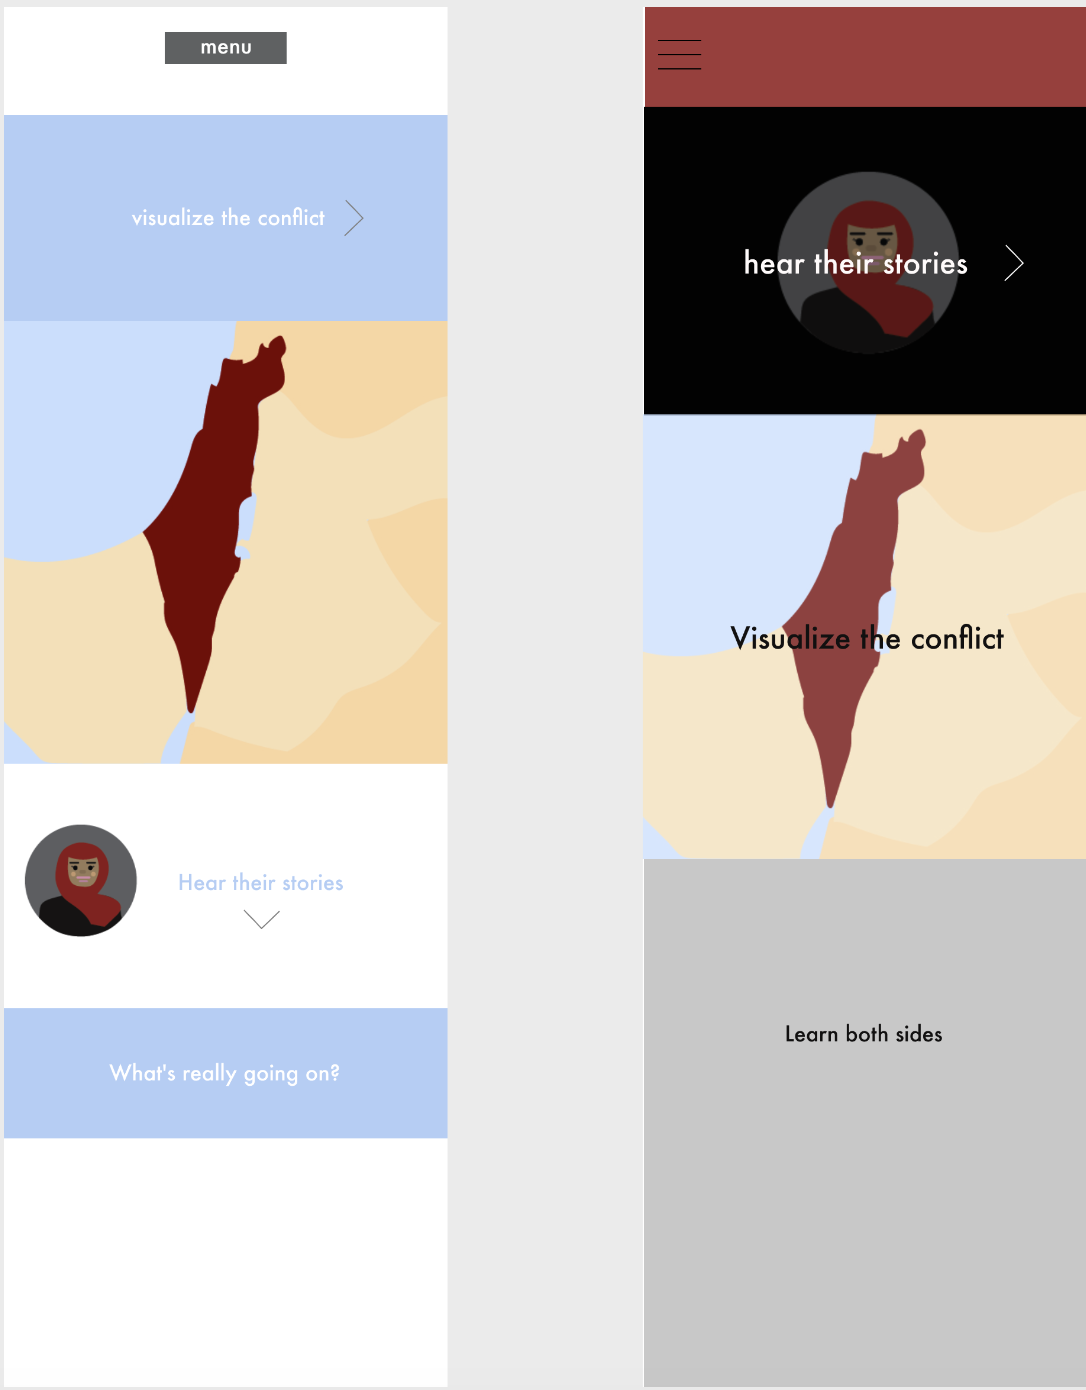 menu
visualize the conflict
Hear their stories
What's really going on?
hear their stories
Visualize the conflict
Learn both sides